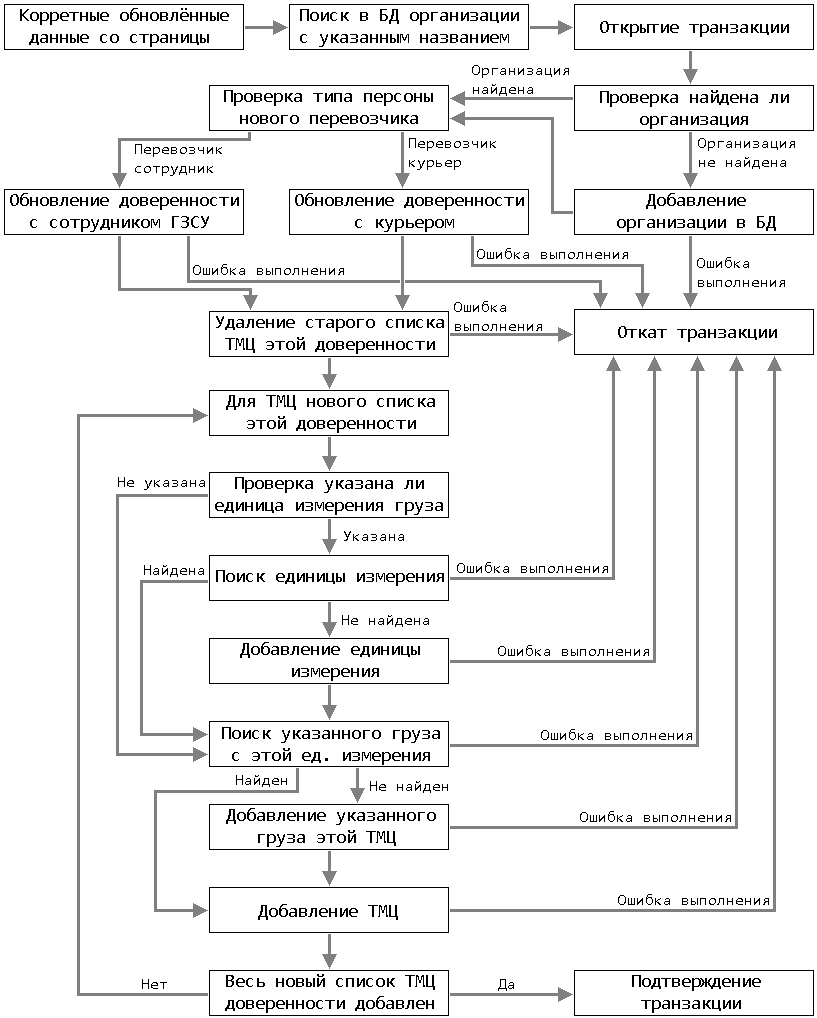 Корретные обновлённые
данные со страницы
Поиск в БД организации
с указанным названием
Открытие транзакции
Организация
найдена
Проверка типа персоны
нового перевозчика
Проверка найдена ли
организация
Перевозчик
сотрудник
Перевозчик
курьер
Организация
не найдена
Обновление доверенности
с сотрудником ГЗСУ
Обновление доверенности
с курьером
Добавление
организации в БД
Ошибка выполнения
Ошибка выполнения
Ошибка
выполнения
Удаление старого списка
ТМЦ этой доверенности
Ошибка
выполнения
Откат транзакции
Для ТМЦ нового списка
этой доверенности
Не указана
Проверка указана ли
единица измерения груза
Указана
Найдена
Поиск единицы измерения
Ошибка выполнения
Не найдена
Добавление единицы
измерения
Ошибка выполнения
Поиск указанного груза
с этой ед. измерения
Ошибка выполнения
Найден
Не найден
Добавление указанного
груза этой ТМЦ
Ошибка выполнения
Добавление ТМЦ
Ошибка выполнения
Нет
Весь новый список ТМЦ
доверенности добавлен
Да
Подтверждение
транзакции